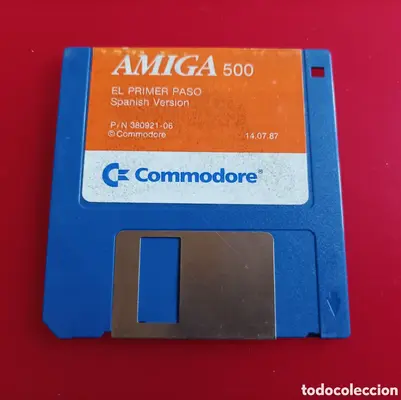 AMIGA 500
EL PRIMER PASO
Spanish Version
P/N 380921-06
© Commodore 14.07.87
Commodore®
todocoleccion